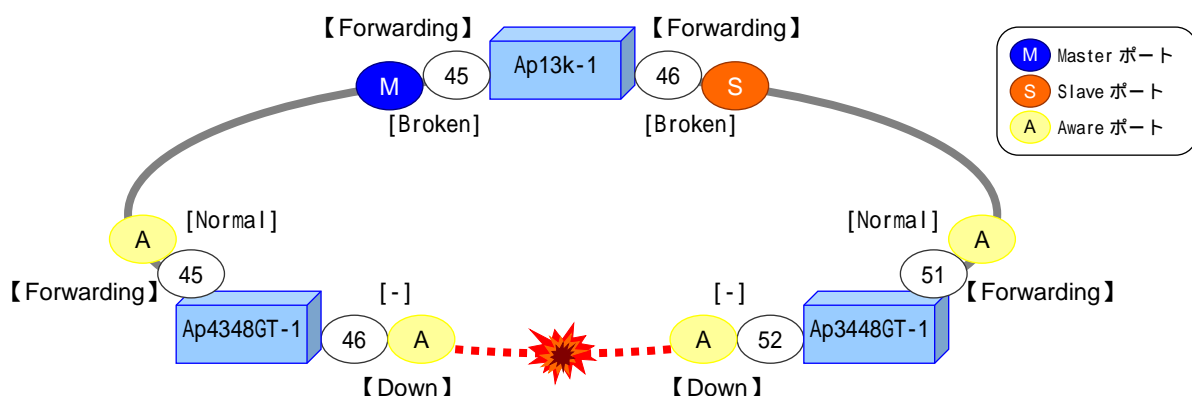 【Forwarding】
【Forwarding】
M
45
Ap13k-1
46
S
[Broken]
[Broken]
M Master ポート
S Slave ポート
A Aware ポート
A
[Normal]
45
【Forwarding】
Ap4348GT-1
[-]
46
A
【Down】
[-]
A
52
【Down】
[Normal]
A
51
【Forwarding】
Ap3448GT-1